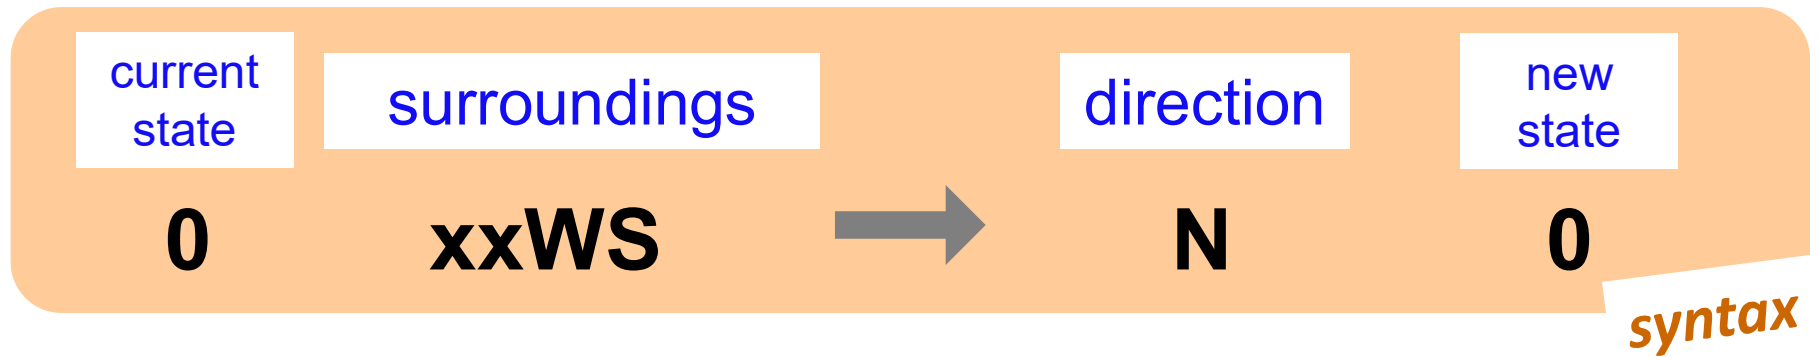 current
state
surroundings
direction
new
state
0 xxWS N 0
syntax